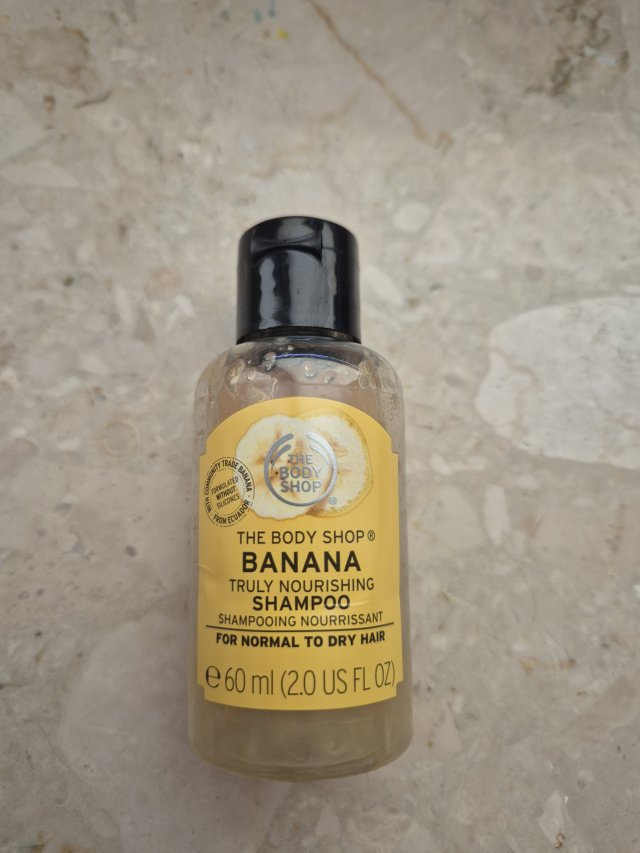 THE
BODY
SHOP
®
WITH COMMUNITY TRADE BANANA
FORMULATED
WITHOUT
SILICONES
FROM ECUADOR
THE BODY SHOP®
BANANA
TRULY NOURISHING
SHAMPOO
SHAMPOOING NOURRISSANT
FOR NORMAL TO DRY HAIR
℮ 60 ml (2.0 US FL OZ)